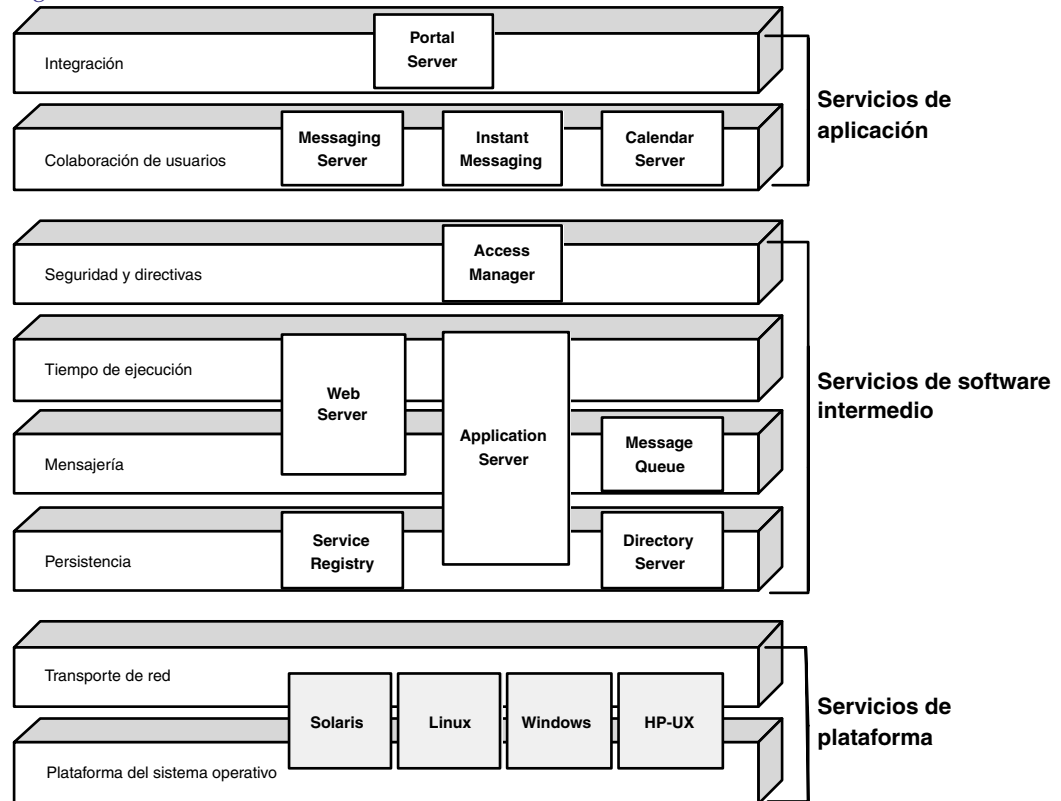 Integración
Portal
Server
Servicios de
aplicación
Colaboración de usuarios
Messaging
Server
Instant
Messaging
Calendar
Server
Seguridad y directivas
Access
Manager
Tiempo de ejecución
Web
Server
Application
Server
Servicios de software
intermedio
Mensajería
Message
Queue
Persistencia
Service
Registry
Directory
Server
Transporte de red
Solaris
Linux
Windows
HP-UX
Servicios de
plataforma
Plataforma del sistema operativo